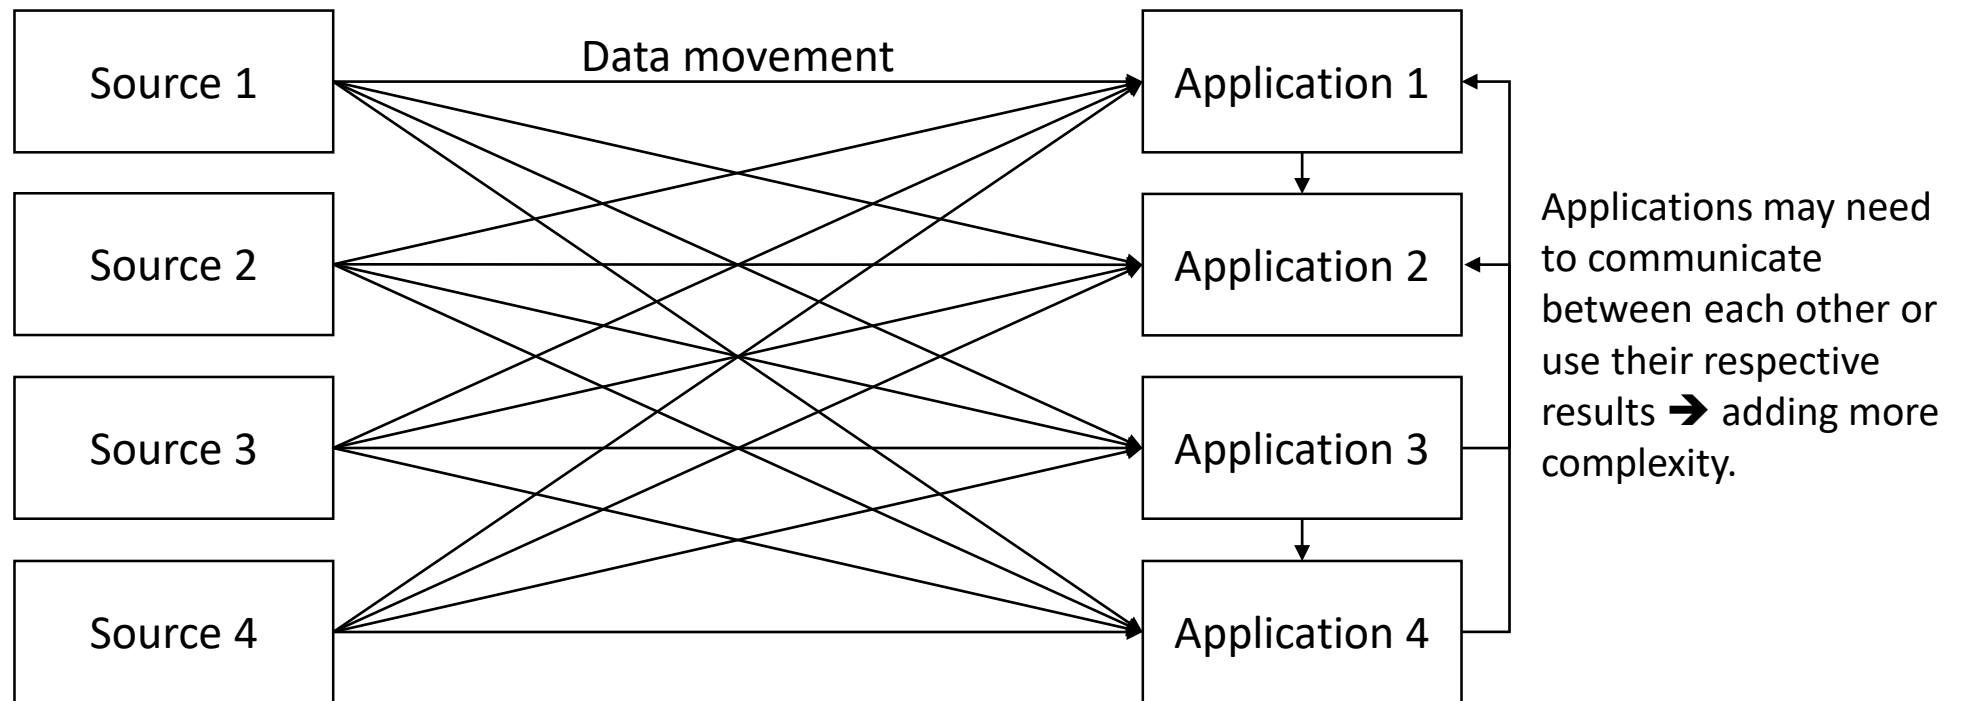 Source 1
Data movement
Application 1
Source 2
Application 2
Applications may need
to communicate
between each other or
use their respective
results ➔ adding more
complexity.
Source 3
Application 3
Source 4
Application 4